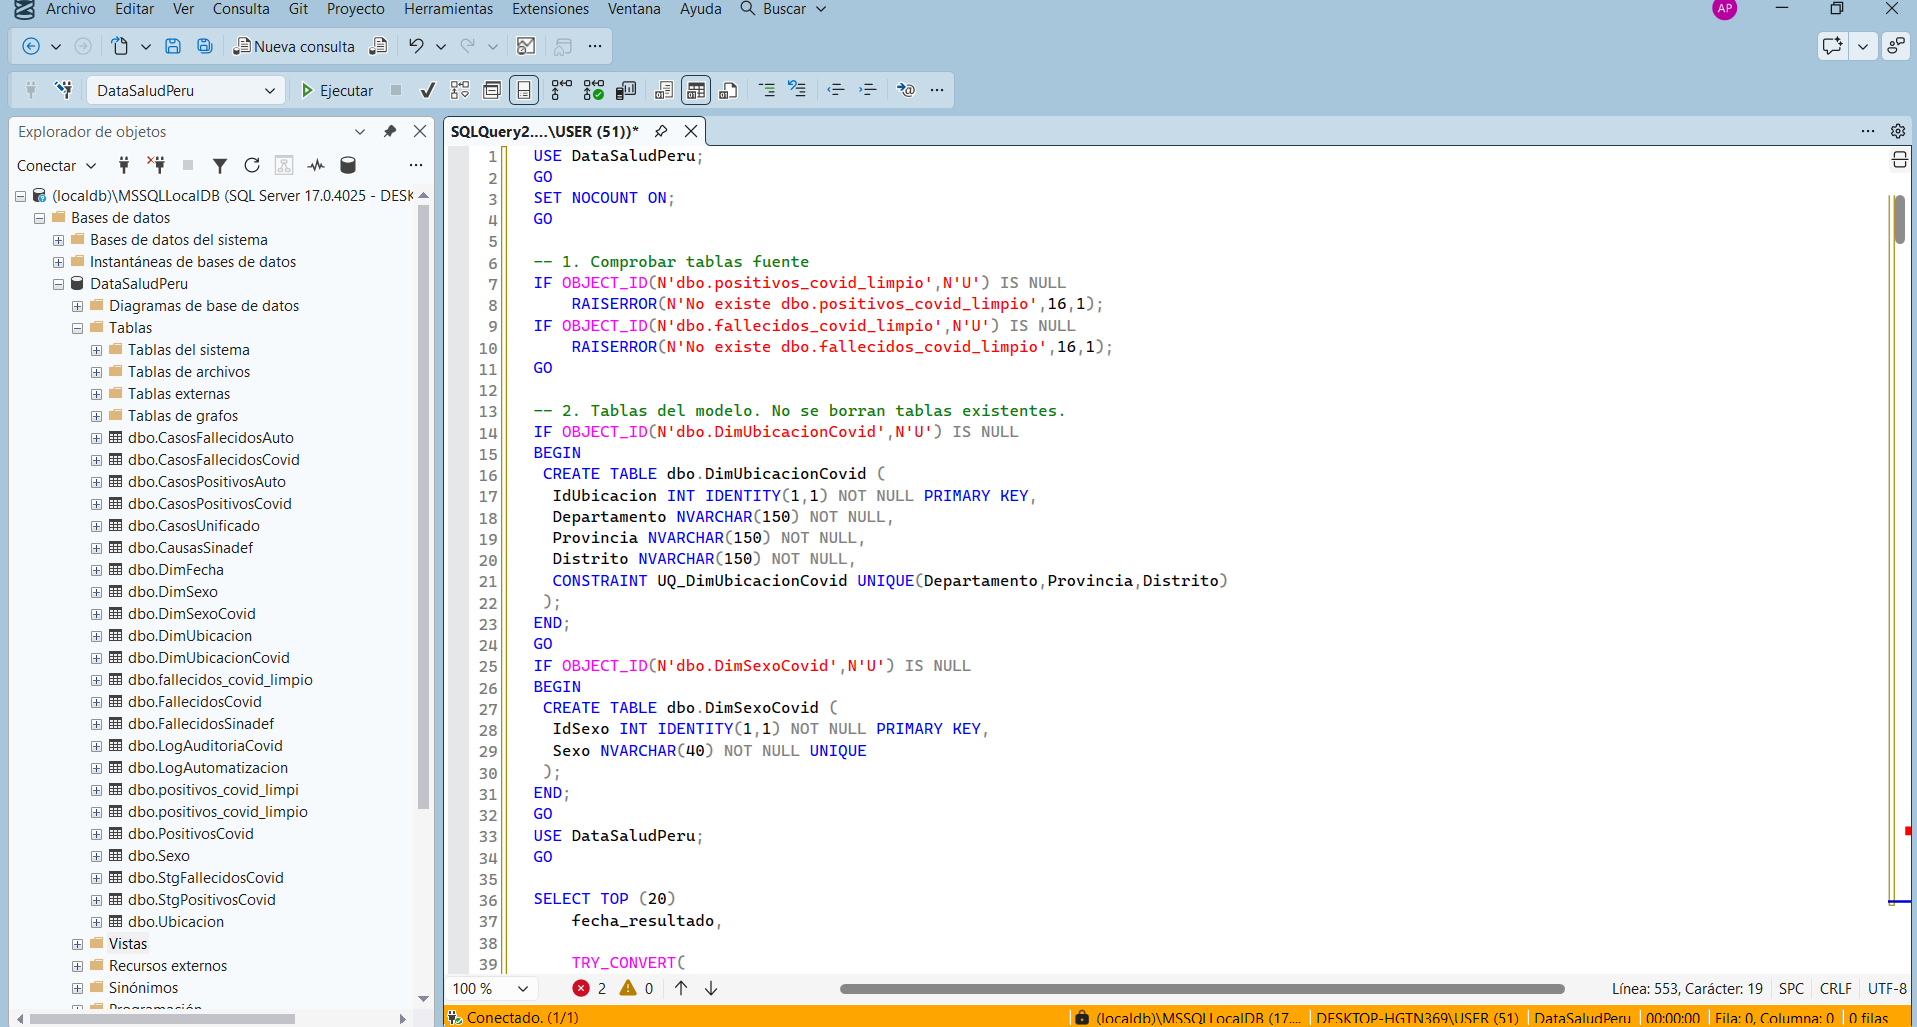 Archivo Editar Ver Consulta Git Proyecto Herramientas Extensiones Ventana Ayuda Buscar AP
Nueva consulta
DataSaludPeru Ejecutar
Explorador de objetos
Conectar
(localdb)\MSSQLLocalDB (SQL Server 17.0.4025 - DESK
Bases de datos
Bases de datos del sistema
Instantáneas de bases de datos
DataSaludPeru
Diagramas de base de datos
Tablas
Tablas del sistema
Tablas de archivos
Tablas externas
Tablas de grafos
dbo.CasosFallecidosAuto
dbo.CasosFallecidosCovid
dbo.CasosPositivosAuto
dbo.CasosPositivosCovid
dbo.CasosUnificado
dbo.CausasSinadef
dbo.DimFecha
dbo.DimSexo
dbo.DimSexoCovid
dbo.DimUbicacion
dbo.DimUbicacionCovid
dbo.fallecidos_covid_limpio
dbo.FallecidosCovid
dbo.FallecidosSinadef
dbo.LogAuditoriaCovid
dbo.LogAutomatizacion
dbo.positivos_covid_limpi
dbo.positivos_covid_limpio
dbo.PositivosCovid
dbo.Sexo
dbo.StgFallecidosCovid
dbo.StgPositivosCovid
dbo.Ubicacion
Vistas
Recursos externos
Sinónimos
Programación
SQLQuery2....\USER (51))*
1 USE DataSaludPeru;
2 GO
3 SET NOCOUNT ON;
4 GO
5
6 -- 1. Comprobar tablas fuente
7 IF OBJECT_ID(N'dbo.positivos_covid_limpio',N'U') IS NULL
8 RAISERROR(N'No existe dbo.positivos_covid_limpio',16,1);
9 IF OBJECT_ID(N'dbo.fallecidos_covid_limpio',N'U') IS NULL
10 RAISERROR(N'No existe dbo.fallecidos_covid_limpio',16,1);
11 GO
12
13 -- 2. Tablas del modelo. No se borran tablas existentes.
14 IF OBJECT_ID(N'dbo.DimUbicacionCovid',N'U') IS NULL
15 BEGIN
16 CREATE TABLE dbo.DimUbicacionCovid (
17 IdUbicacion INT IDENTITY(1,1) NOT NULL PRIMARY KEY,
18 Departamento NVARCHAR(150) NOT NULL,
19 Provincia NVARCHAR(150) NOT NULL,
20 Distrito NVARCHAR(150) NOT NULL,
21 CONSTRAINT UQ_DimUbicacionCovid UNIQUE(Departamento,Provincia,Distrito)
22 );
23 END;
24 GO
25 IF OBJECT_ID(N'dbo.DimSexoCovid',N'U') IS NULL
26 BEGIN
27 CREATE TABLE dbo.DimSexoCovid (
28 IdSexo INT IDENTITY(1,1) NOT NULL PRIMARY KEY,
29 Sexo NVARCHAR(40) NOT NULL UNIQUE
30 );
31 END;
32 GO
33 USE DataSaludPeru;
34 GO
35
36 SELECT TOP (20)
37 fecha_resultado,
38
39 TRY_CONVERT(
100 % 2 0 Línea: 553, Carácter: 19 SPC CRLF UTF-8
Conectado. (1/1) (localdb)\MSSQLLocalDB (17.... DESKTOP-HGTN369\USER (51) DataSaludPeru 00:00:00 Fila: 0, Columna: 0 0 filas